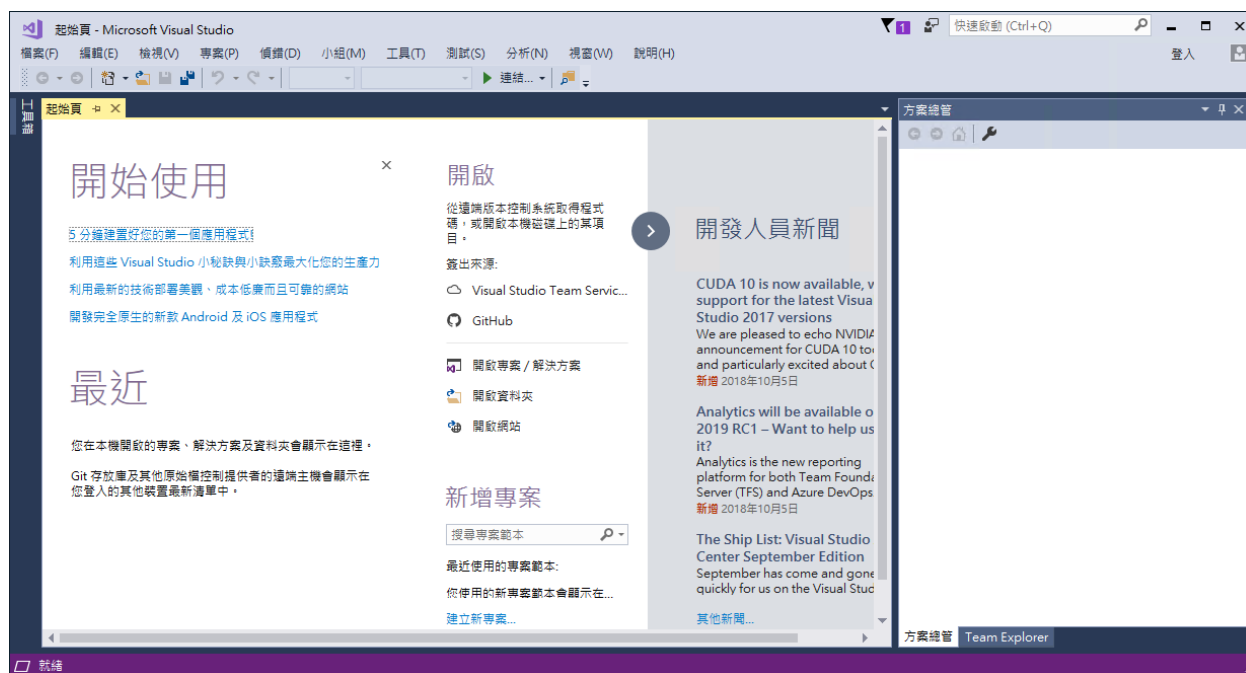 起始頁 - Microsoft Visual Studio
1
快速啟動 (Ctrl+Q)
檔案(F) 編輯(E) 檢視(V) 專案(P) 偵錯(D) 小組(M) 工具(T) 測試(S) 分析(N) 視窗(W) 說明(H)
登入
連結...
工具箱
起始頁
開始使用
5 分鐘建置好您的第一個應用程式!
利用這些 Visual Studio 小秘訣與小訣竅最大化您的生產力
利用最新的技術部署美觀、成本低廉而且可靠的網站
開發完全原生的新款 Android 及 iOS 應用程式
最近
您在本機開啟的專案、解決方案及資料夾會顯示在這裡。
Git 存放庫及其他原始檔控制提供者的遠端主機會顯示在
您登入的其他裝置最新清單中。
開啟
從遠端版本控制系統取得程式
碼，或開啟本機磁碟上的某項
目。
簽出來源:
Visual Studio Team Servic...
GitHub
開啟專案 / 解決方案
開啟資料夾
開啟網站
新增專案
搜尋專案範本
最近使用的專案範本:
您使用的新專案範本會顯示在...
建立新專案...
開發人員新聞
CUDA 10 is now available, w
support for the latest Visua
Studio 2017 versions
We are pleased to echo NVIDIA
announcement for CUDA 10 to
and particularly excited about
新增 2018年10月5日
Analytics will be available o
2019 RC1 – Want to help us
it?
Analytics is the new reporting
platform for both Team Founda
Server (TFS) and Azure DevOps
新增 2018年10月5日
The Ship List: Visual Studio
Center September Edition
September has come and gone
quickly for us on the Visual Stud
其他新聞...
方案總管
方案總管 Team Explorer
就緒